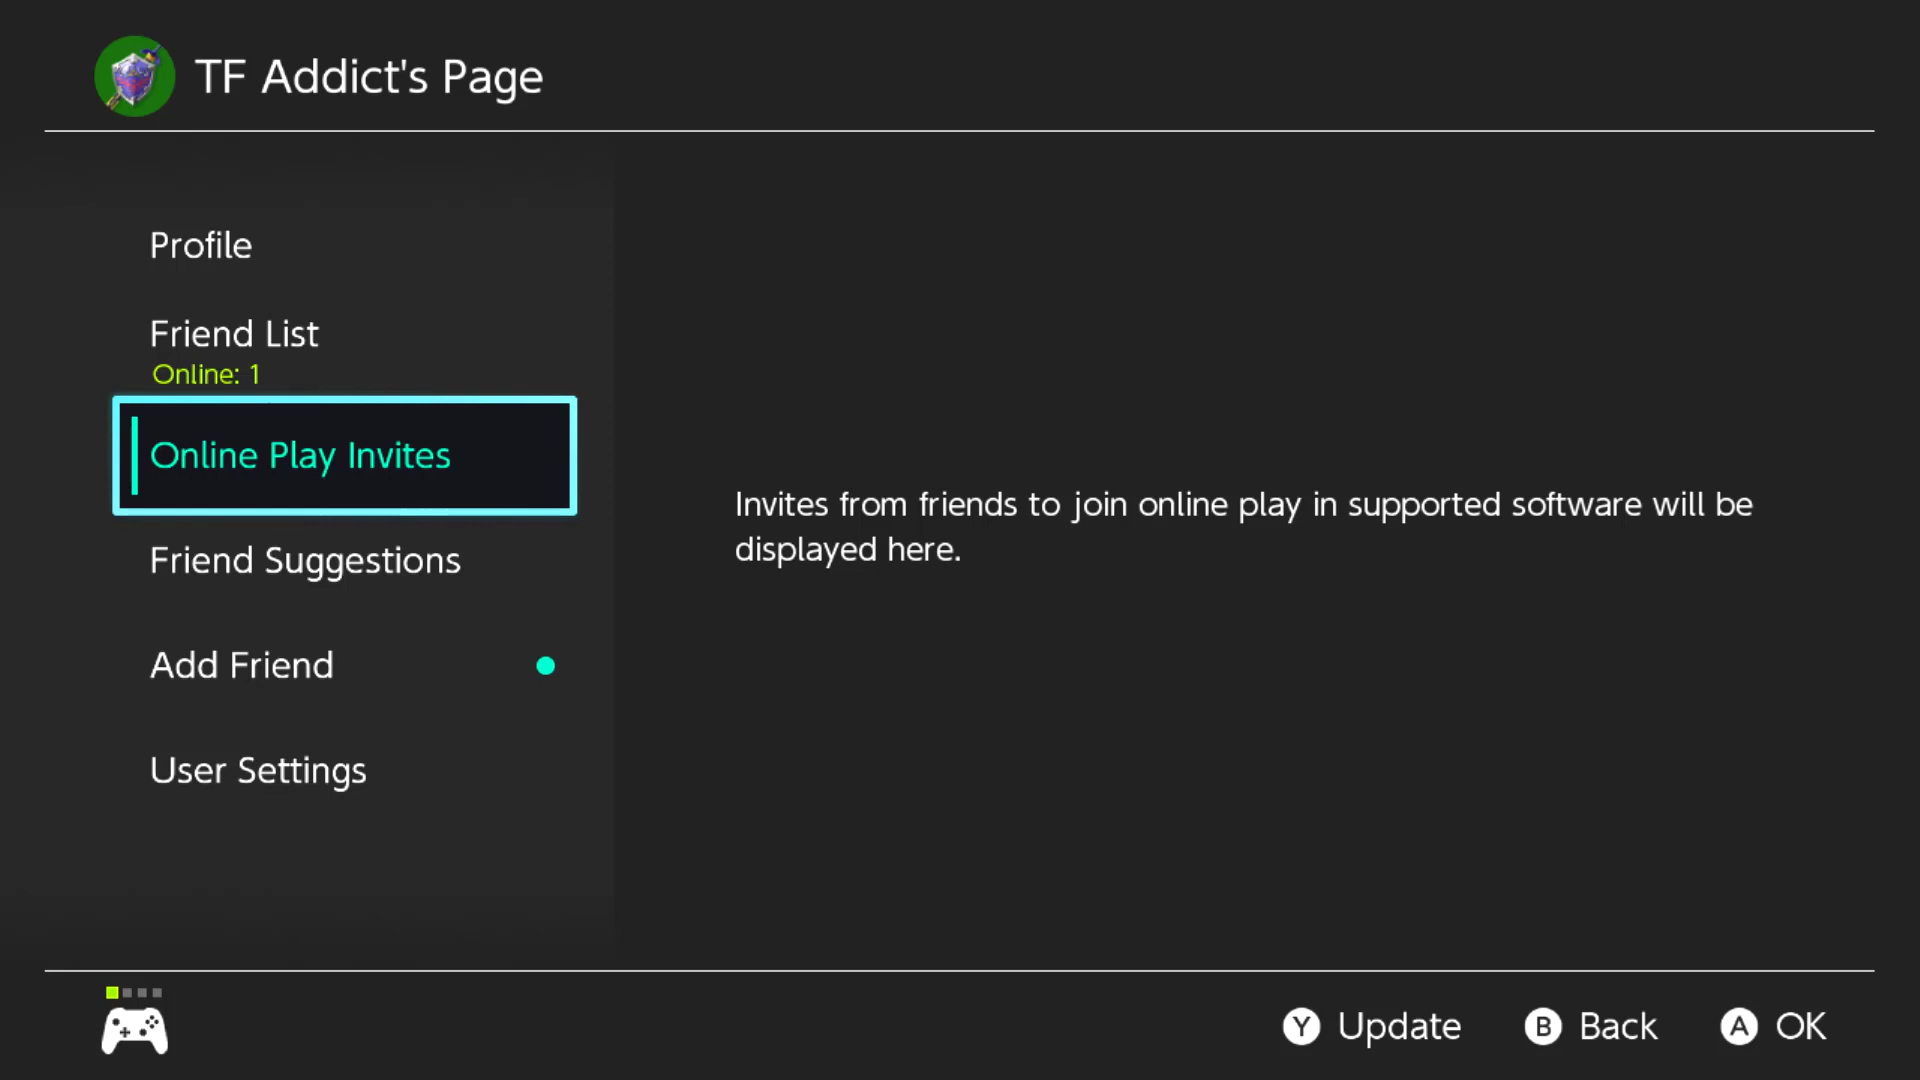 TF Addict's Page
Profile
Friend List
Online: 1
Online Play Invites
Friend Suggestions
Add Friend
User Settings
Invites from friends to join online play in supported software will be
displayed here.
Y Update
B Back
A OK